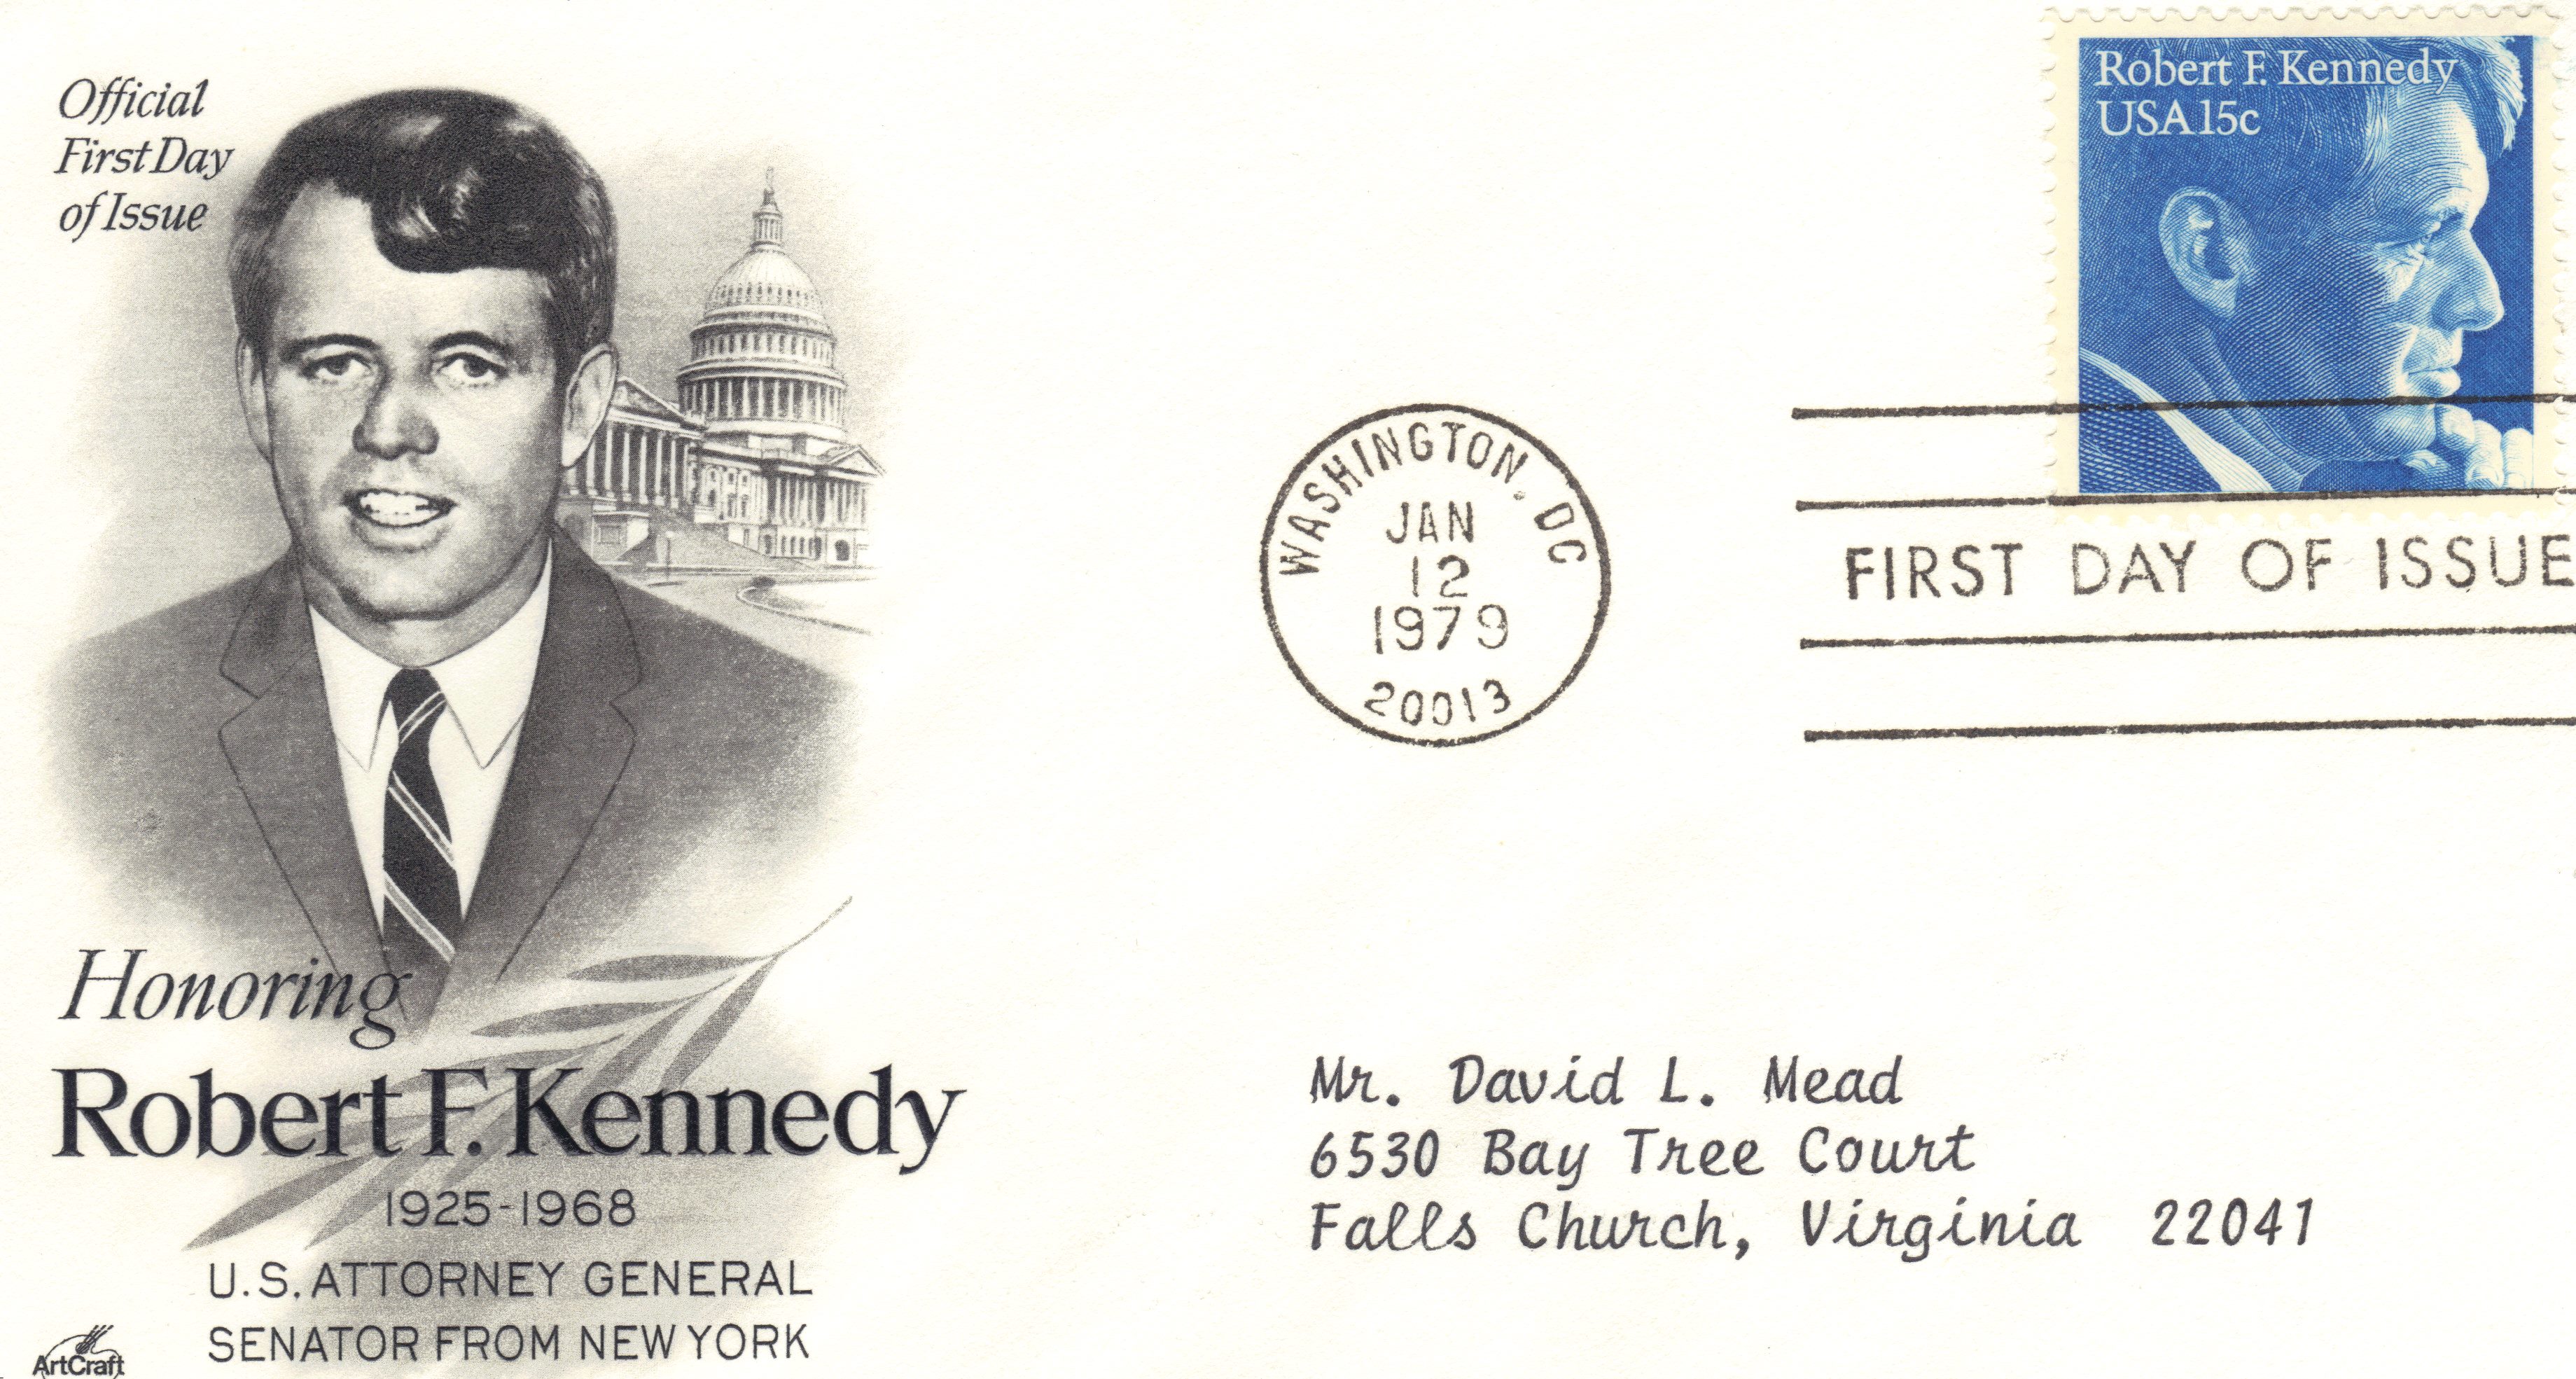 Official
First Day
of Issue
Robert F. Kennedy
USA 15c
WASHINGTON, DC
JAN
12
1979
20013
FIRST DAY OF ISSUE
Honoring
Robert F. Kennedy
1925-1968
U.S. ATTORNEY GENERAL
SENATOR FROM NEW YORK
ArtCraft
Mr. David L. Mead
6530 Bay Tree Court
Falls Church, Virginia 22041